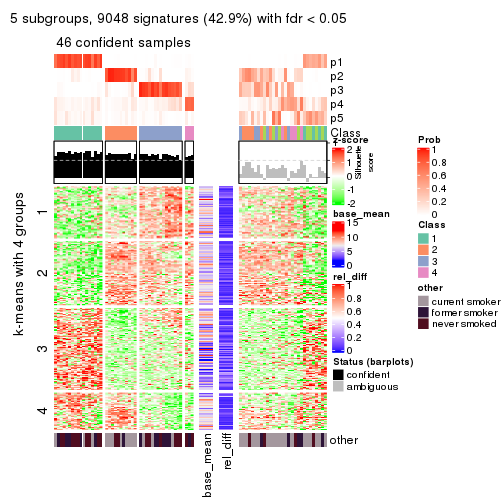 5 subgroups, 9048 signatures (42.9%) with fdr < 0.05
46 confident samples
p1
p2
p3
p4
p5
Class
1
0.5
0
Silhouette
score
k-means with 4 groups
1
2
3
4
z-score
2
1
0
-1
-2
base_mean
15
10
5
0
rel_diff
1
0.8
0.6
0.4
0.2
0
Status (barplots)
confident
ambiguous
Prob
1
0.8
0.6
0.4
0.2
0
Class
1
2
3
4
other
current smoker
former smoker
never smoked
other
base_mean
rel_diff